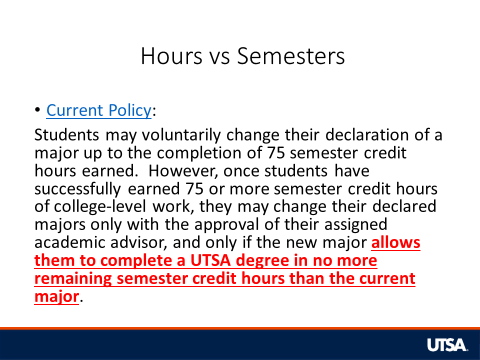 Hours vs Semesters
• Current Policy:
Students may voluntarily change their declaration of a
major up to the completion of 75 semester credit
hours earned.  However, once students have
successfully earned 75 or more semester credit hours
of college-level work, they may change their declared
majors only with the approval of their assigned
academic advisor, and only if the new major allows
them to complete a UTSA degree in no more
remaining semester credit hours than the current
major.
UTSA